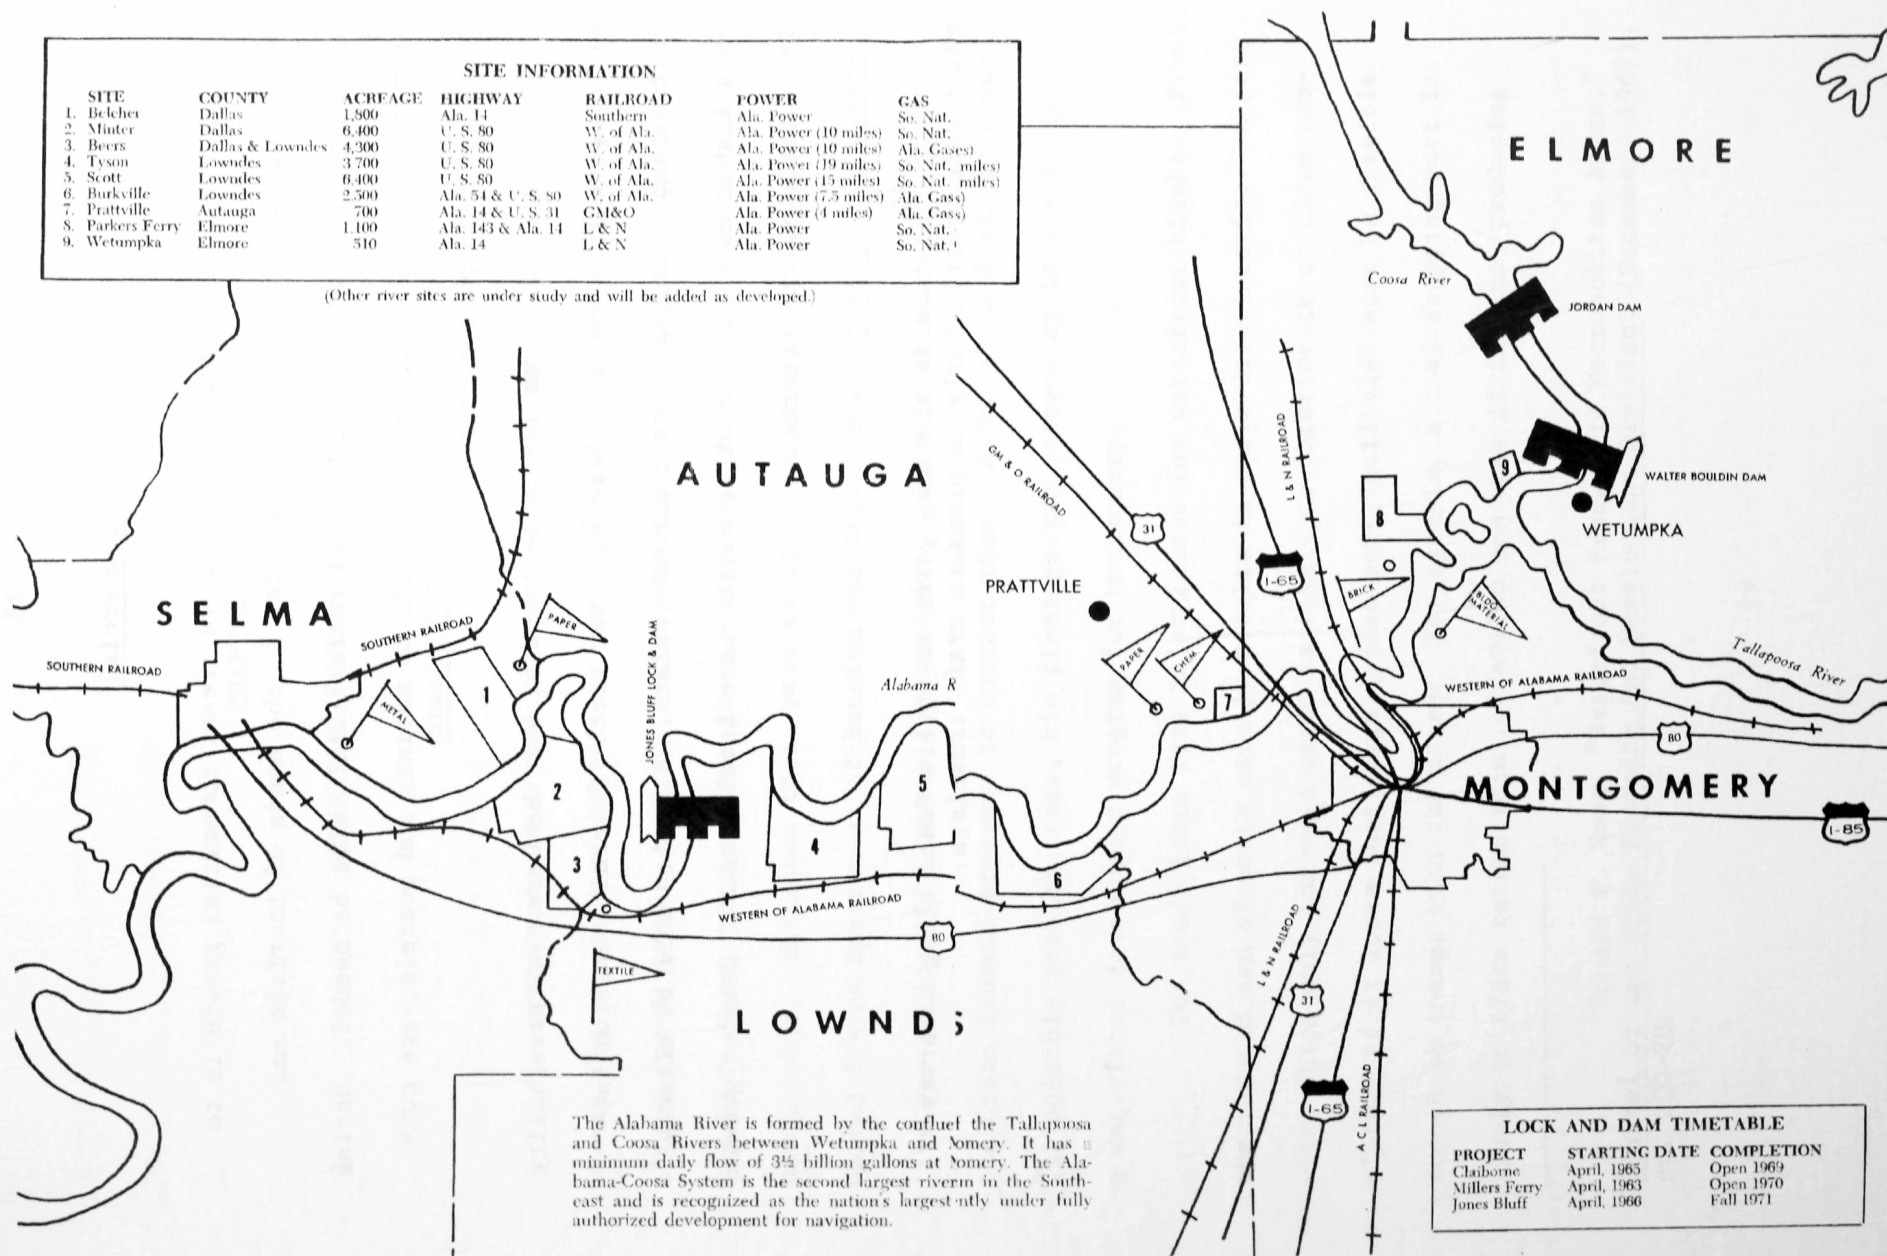 SITE INFORMATION
SITE COUNTY ACREAGE HIGHWAY RAILROAD POWER GAS
1. Belcher Dallas 1,800 Ala. 14 Southern Ala. Power So. Nat.
2. Minter Dallas 6,400 U. S. 80 W. of Ala. Ala. Power (10 miles) So. Nat.
3. Beers Dallas & Lowndes 4,300 U. S. 80 W. of Ala. Ala. Power (10 miles) Ala. Gases)
4. Tyson Lowndes 3 700 U. S. 80 W. of Ala. Ala. Power (19 miles) So. Nat. miles)
5. Scott Lowndes 6,400 U. S. 80 W. of Ala. Ala. Power (15 miles) So. Nat. miles)
6. Burkville Lowndes 2,500 Ala. 54 & U. S. 80 W. of Ala. Ala. Power (7.5 miles) Ala. Gass)
7. Prattville Autauga 700 Ala. 14 & U. S. 31 GM&O Ala. Power (4 miles) Ala. Gass)
8. Parkers Ferry Elmore 1,100 Ala. 143 & Ala. 14 L & N Ala. Power So. Nat.
9. Wetumpka Elmore 510 Ala. 14 L & N Ala. Power So. Nat.
(Other river sites are under study and will be added as developed.)
ELMORE
Coosa River
JORDAN DAM
AUTAUGA
L & N RAILROAD
GM & O RAILROAD
31
9
WALTER BOULDIN DAM
8
WETUMPKA
I-65
PRATTVILLE
BRICK
BLDG. MATERIAL
SELMA
SOUTHERN RAILROAD
SOUTHERN RAILROAD
PAPER
JONES BLUFF LOCK & DAM
PAPER
CHEM
Tallapoosa River
METAL
1
Alabama R
7
WESTERN OF ALABAMA RAILROAD
80
2
5
MONTGOMERY
I-85
3
4
6
WESTERN OF ALABAMA RAILROAD
80
TEXTILE
L & N RAILROAD
31
LOWND
I-65
A C L RAILROAD
The Alabama River is formed by the confluef the Tallapoosa
and Coosa Rivers between Wetumpka and omery. It has a
minimum daily flow of 3½ billion gallons at omery. The Ala-
bama-Coosa System is the second largest riverm in the South-
east and is recognized as the nation's largest ntly under fully
authorized development for navigation.
LOCK AND DAM TIMETABLE
PROJECT STARTING DATE COMPLETION
Claiborne April, 1965 Open 1969
Millers Ferry April, 1963 Open 1970
Jones Bluff April, 1966 Fall 1971